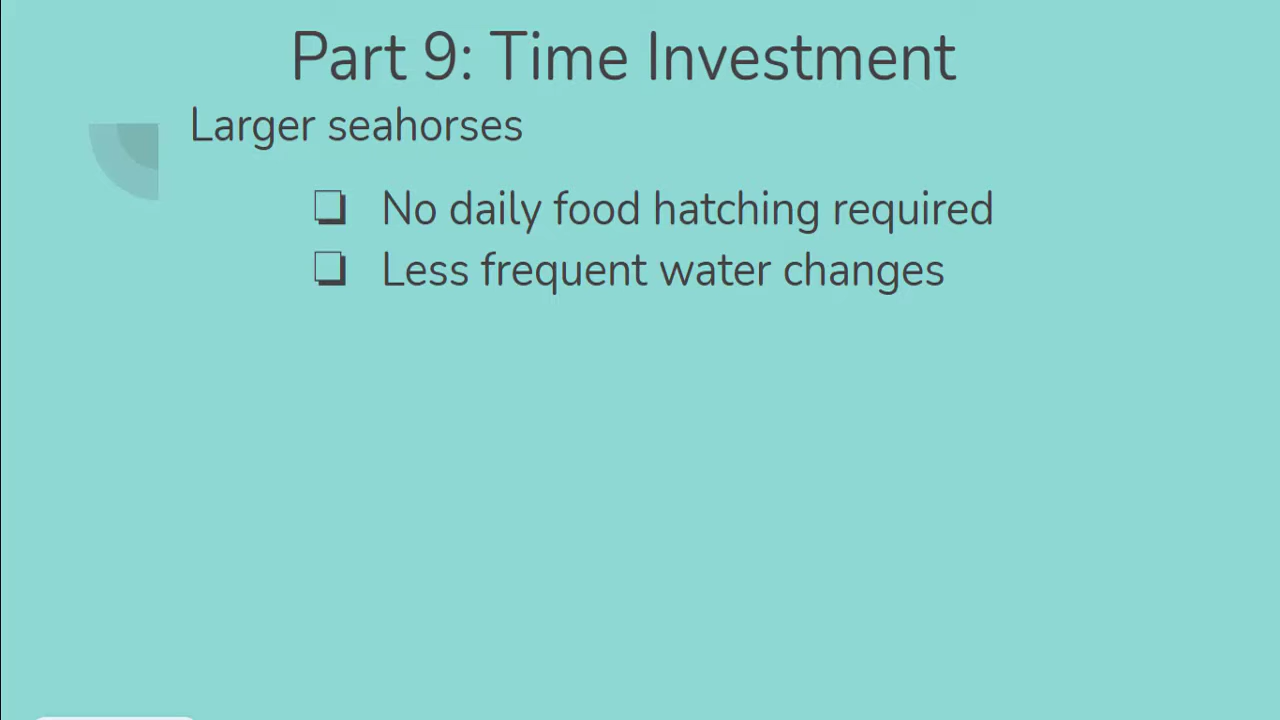 Part 9: Time Investment
Larger seahorses
❏ No daily food hatching required
❏ Less frequent water changes